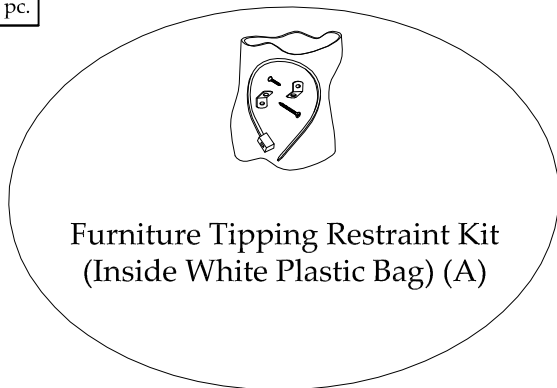 pc.
Furniture Tipping Restraint Kit
(Inside White Plastic Bag) (A)